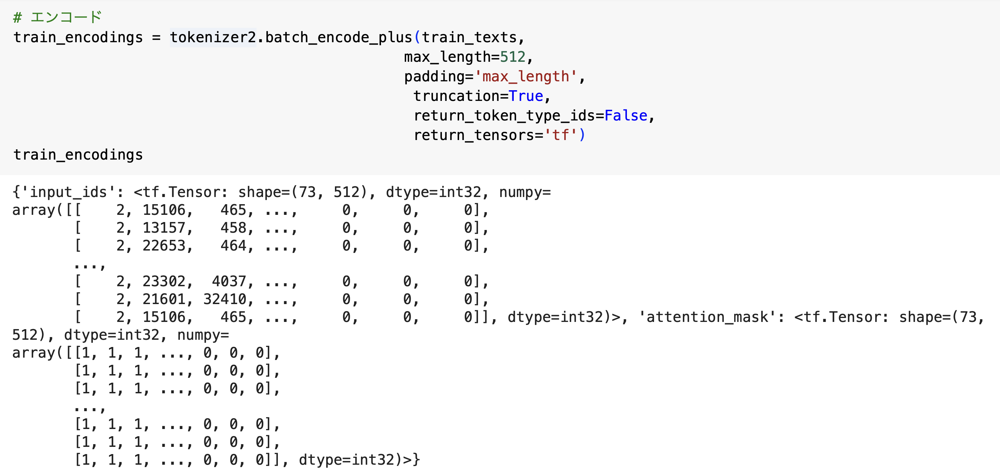 # エンコード
train_encodings = tokenizer2.batch_encode_plus(train_texts,
                                              max_length=512,
                                              padding='max_length',
                                               truncation=True,
                                               return_token_type_ids=False,
                                               return_tensors='tf')
train_encodings
{'input_ids': <tf.Tensor: shape=(73, 512), dtype=int32, numpy=
array([[    2, 15106,   465, ...,     0,     0,     0],
       [    2, 13157,   458, ...,     0,     0,     0],
       [    2, 22653,   464, ...,     0,     0,     0],
       ...,
       [    2, 23302,  4037, ...,     0,     0,     0],
       [    2, 21601, 32410, ...,     0,     0,     0],
       [    2, 15106,   465, ...,     0,     0,     0]], dtype=int32)>, 'attention_mask': <tf.Tensor: shape=(73,
512), dtype=int32, numpy=
array([[1, 1, 1, ..., 0, 0, 0],
       [1, 1, 1, ..., 0, 0, 0],
       [1, 1, 1, ..., 0, 0, 0],
       ...,
       [1, 1, 1, ..., 0, 0, 0],
       [1, 1, 1, ..., 0, 0, 0],
       [1, 1, 1, ..., 0, 0, 0]], dtype=int32)>}